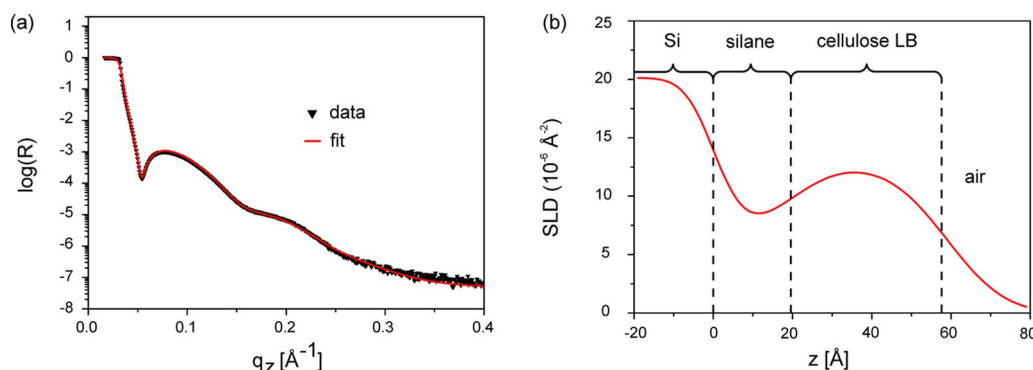 (a)
1
0
-1
-2
-3
-4
-5
-6
-7
-8
log(R)
data
fit
0.0 0.1 0.2 0.3 0.4
q_z [Å⁻¹]
(b)
Si silane cellulose LB
25
20
15
10
5
0
SLD (10⁻⁶ Å⁻²)
air
-20 0 20 40 60 80
z [Å]